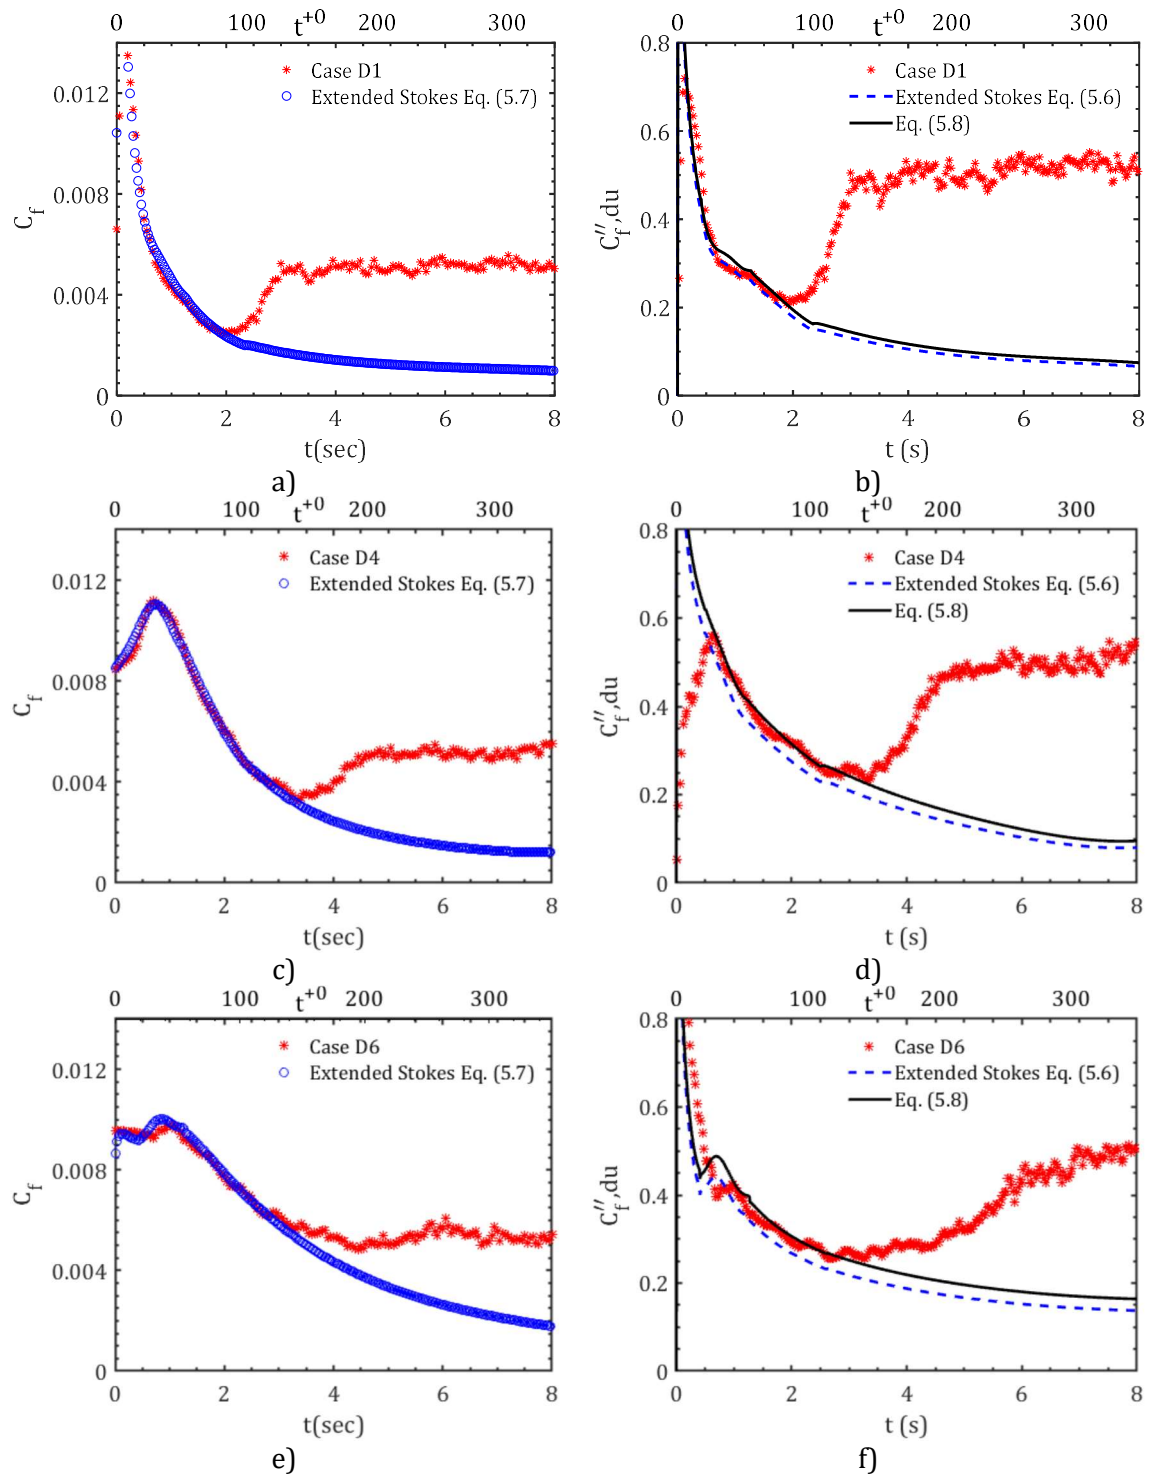 0 100 t⁺⁰ 200 300
Case D1
Extended Stokes Eq. (5.7)
0.012
0.008
0.004
0
C_f
0 2 4 6 8
t(sec)
a)
0 100 t⁺⁰ 200 300
Case D1
Extended Stokes Eq. (5.6)
Eq. (5.8)
0.8
0.6
0.4
0.2
0
C″_f,du
0 2 4 6 8
t (s)
b)
0 100 t⁺⁰ 200 300
Case D4
Extended Stokes Eq. (5.7)
0.012
0.008
0.004
0
C_f
0 2 4 6 8
t(sec)
c)
0 100 t⁺⁰ 200 300
Case D4
Extended Stokes Eq. (5.6)
Eq. (5.8)
0.8
0.6
0.4
0.2
0
C″_f,du
0 2 4 6 8
t (s)
d)
0 100 t⁺⁰ 200 300
Case D6
Extended Stokes Eq. (5.7)
0.012
0.008
0.004
0
C_f
0 2 4 6 8
t(sec)
e)
0 100 t⁺⁰ 200 300
Case D6
Extended Stokes Eq. (5.6)
Eq. (5.8)
0.8
0.6
0.4
0.2
0
C″_f,du
0 2 4 6 8
t (s)
f)